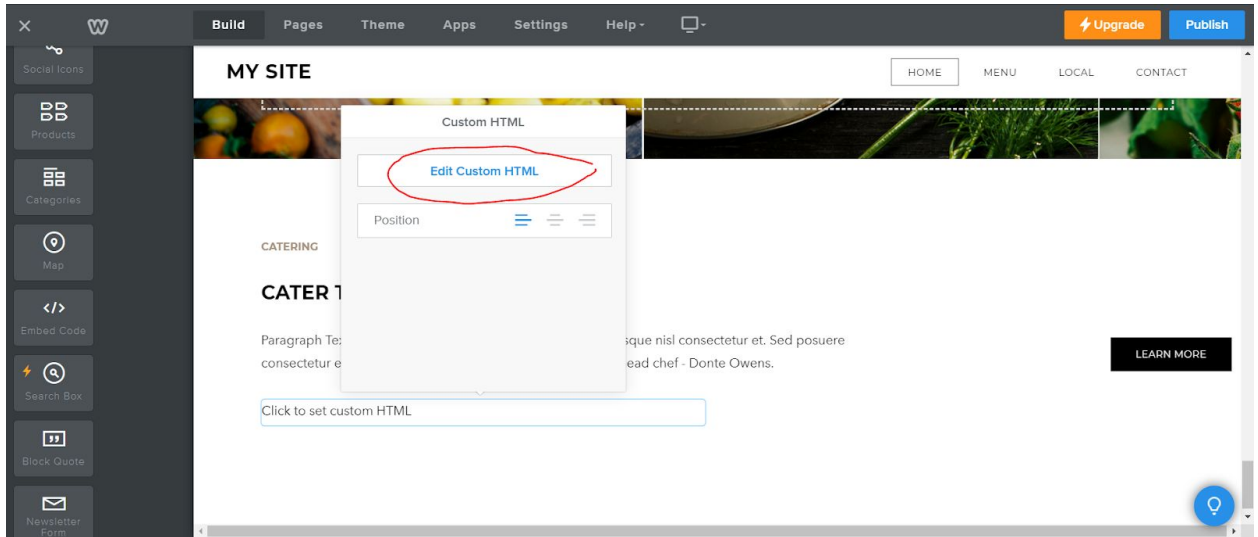 Build Pages Theme Apps Settings Help Upgrade Publish
Social Icons
MY SITE HOME MENU LOCAL CONTACT
Products
Custom HTML
Edit Custom HTML
Categories
Position
CATERING
Map
CATER T
Embed Code
Paragraph Te sque nisl consectetur et. Sed posuere
consectetur e ead chef - Donte Owens.
LEARN MORE
Search Box
Click to set custom HTML
Block Quote
Newsletter
Form